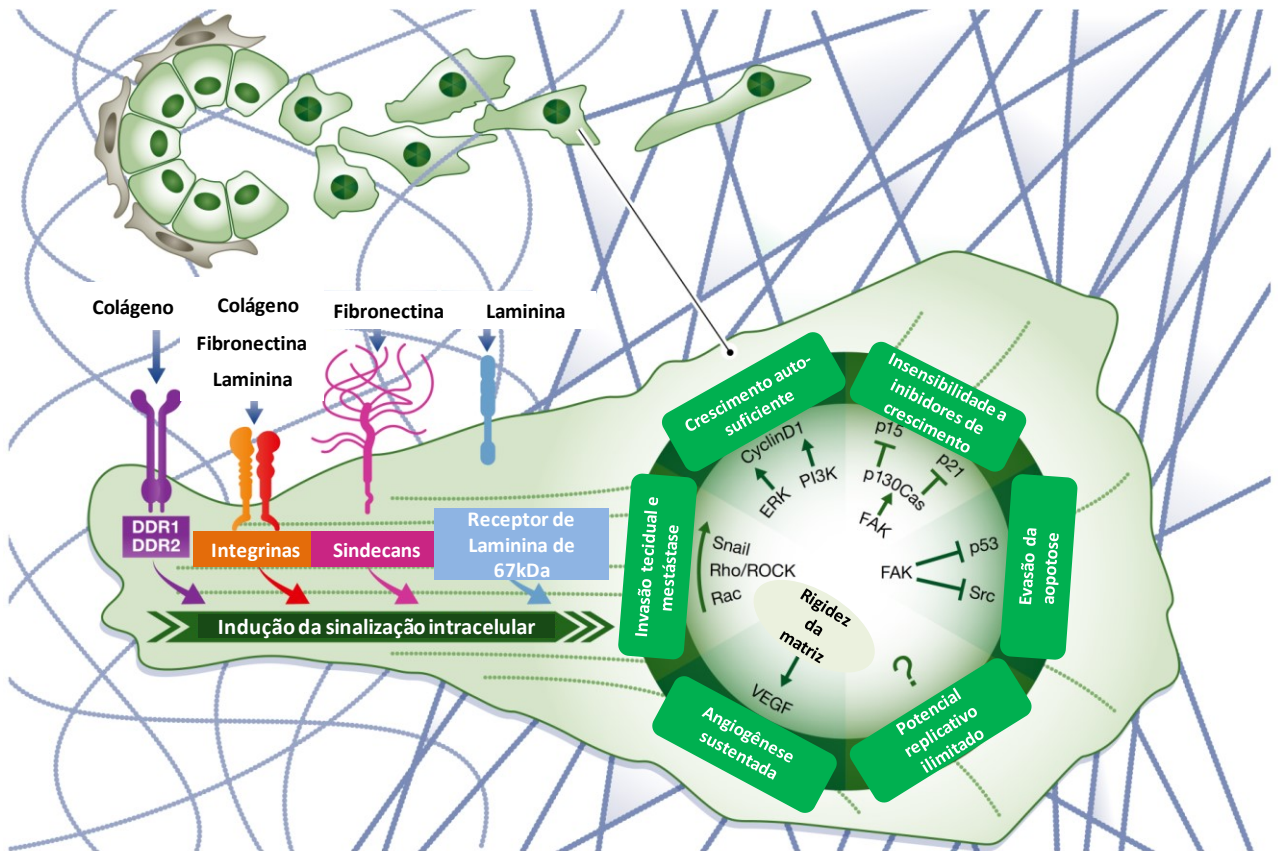 Colágeno
Colágeno
Fibronectina
Laminina
Fibronectina
Laminina
DDR1
DDR2
Integrinas
Sindecans
Receptor de
Laminina de
67kDa
Indução da sinalização intracelular
Crescimento auto-
suficiente
Insensibilidade a
inibidores de
crescimento
Evasão da
aopotose
Potencial
replicativo
ilimitado
Angiogênese
sustentada
Invasão tecidual e
mestástase
CyclinD1
ERK
PI3K
p15
p21
p130Cas
FAK
FAK
p53
Src
?
Rigidez
da
matriz
VEGF
Snail
Rho/ROCK
Rac